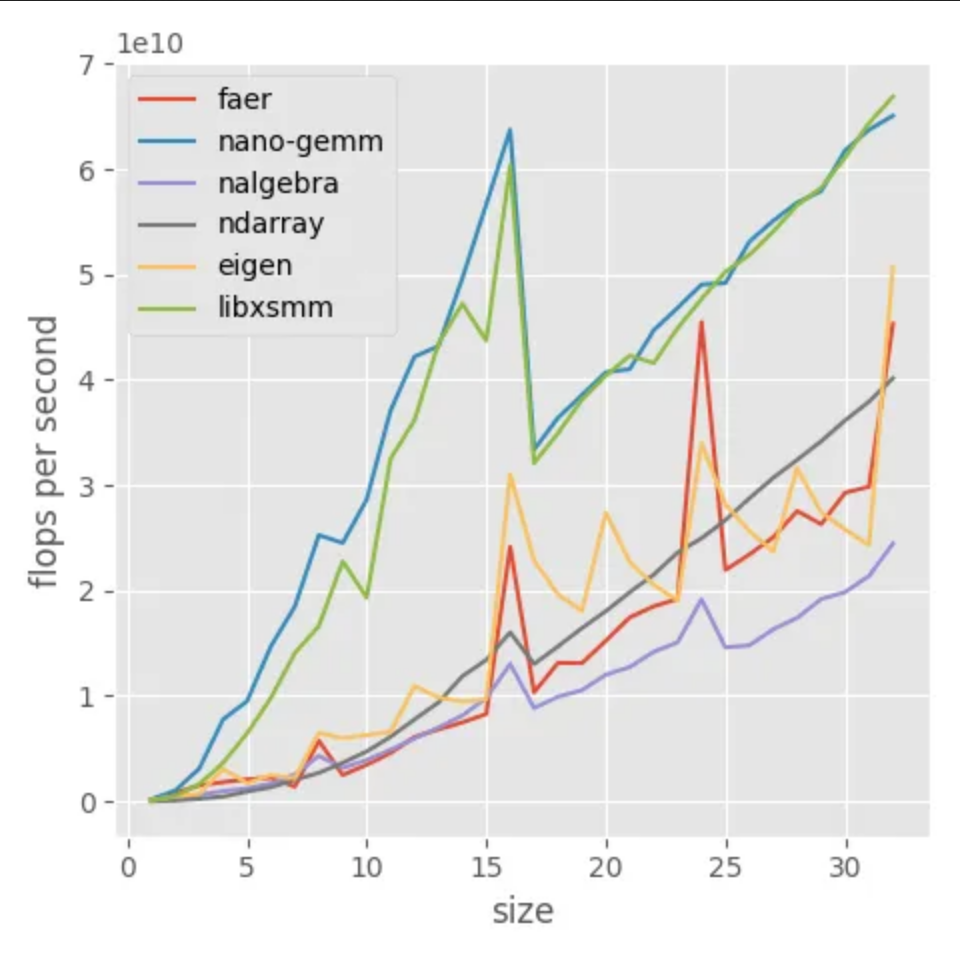 1e10
7
6
5
4
3
2
1
0
flops per second
faer
nano-gemm
nalgebra
ndarray
eigen
libxsmm
0 5 10 15 20 25 30
size